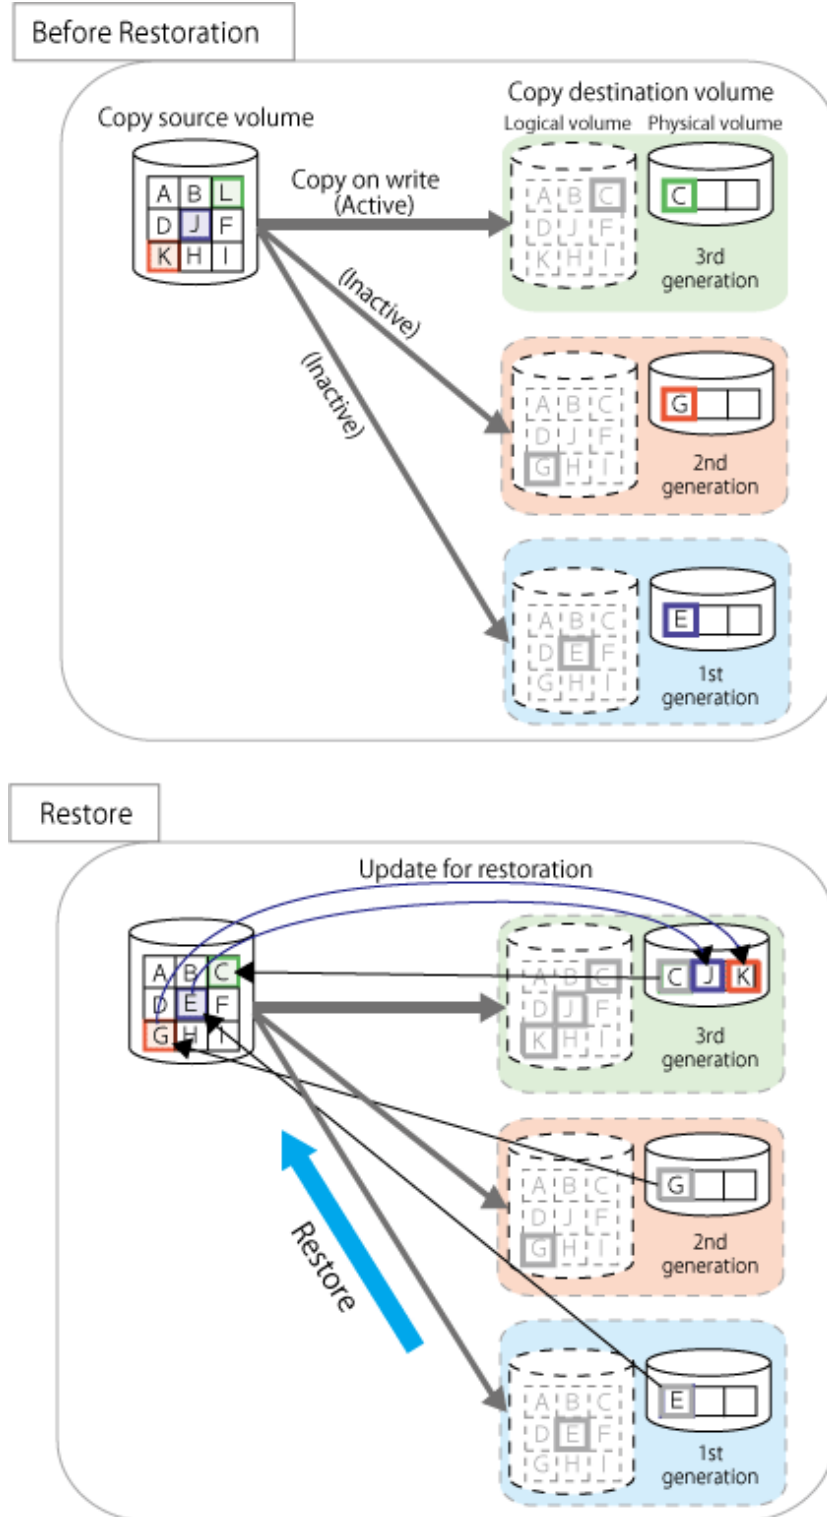 Before Restoration
Copy source volume
Copy destination volume
Logical volume
Physical volume
A B L
D J F
K H I
Copy on write
(Active)
(Inactive)
(Inactive)
A B C
D J F
K H I
C
3rd
generation
A B C
D J F
G H I
G
2nd
generation
A B C
D E F
G H I
E
1st
generation
Restore
Update for restoration
A B C
D E F
G H I
A B C
D J F
K H I
C J K
3rd
generation
A B C
D J F
G H I
G
2nd
generation
Restore
A B C
D E F
G H I
E
1st
generation